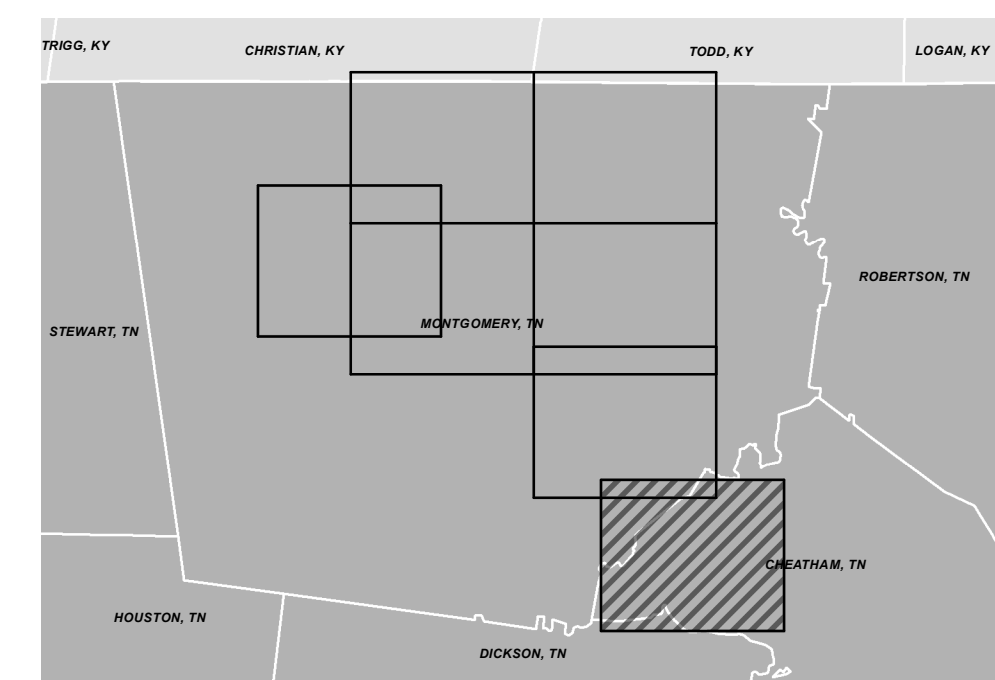 TRIGG, KY
CHRISTIAN, KY
TODD, KY
LOGAN, KY
ROBERTSON, TN
MONTGOMERY, TN
STEWART, TN
CHEATHAM, TN
HOUSTON, TN
DICKSON, TN